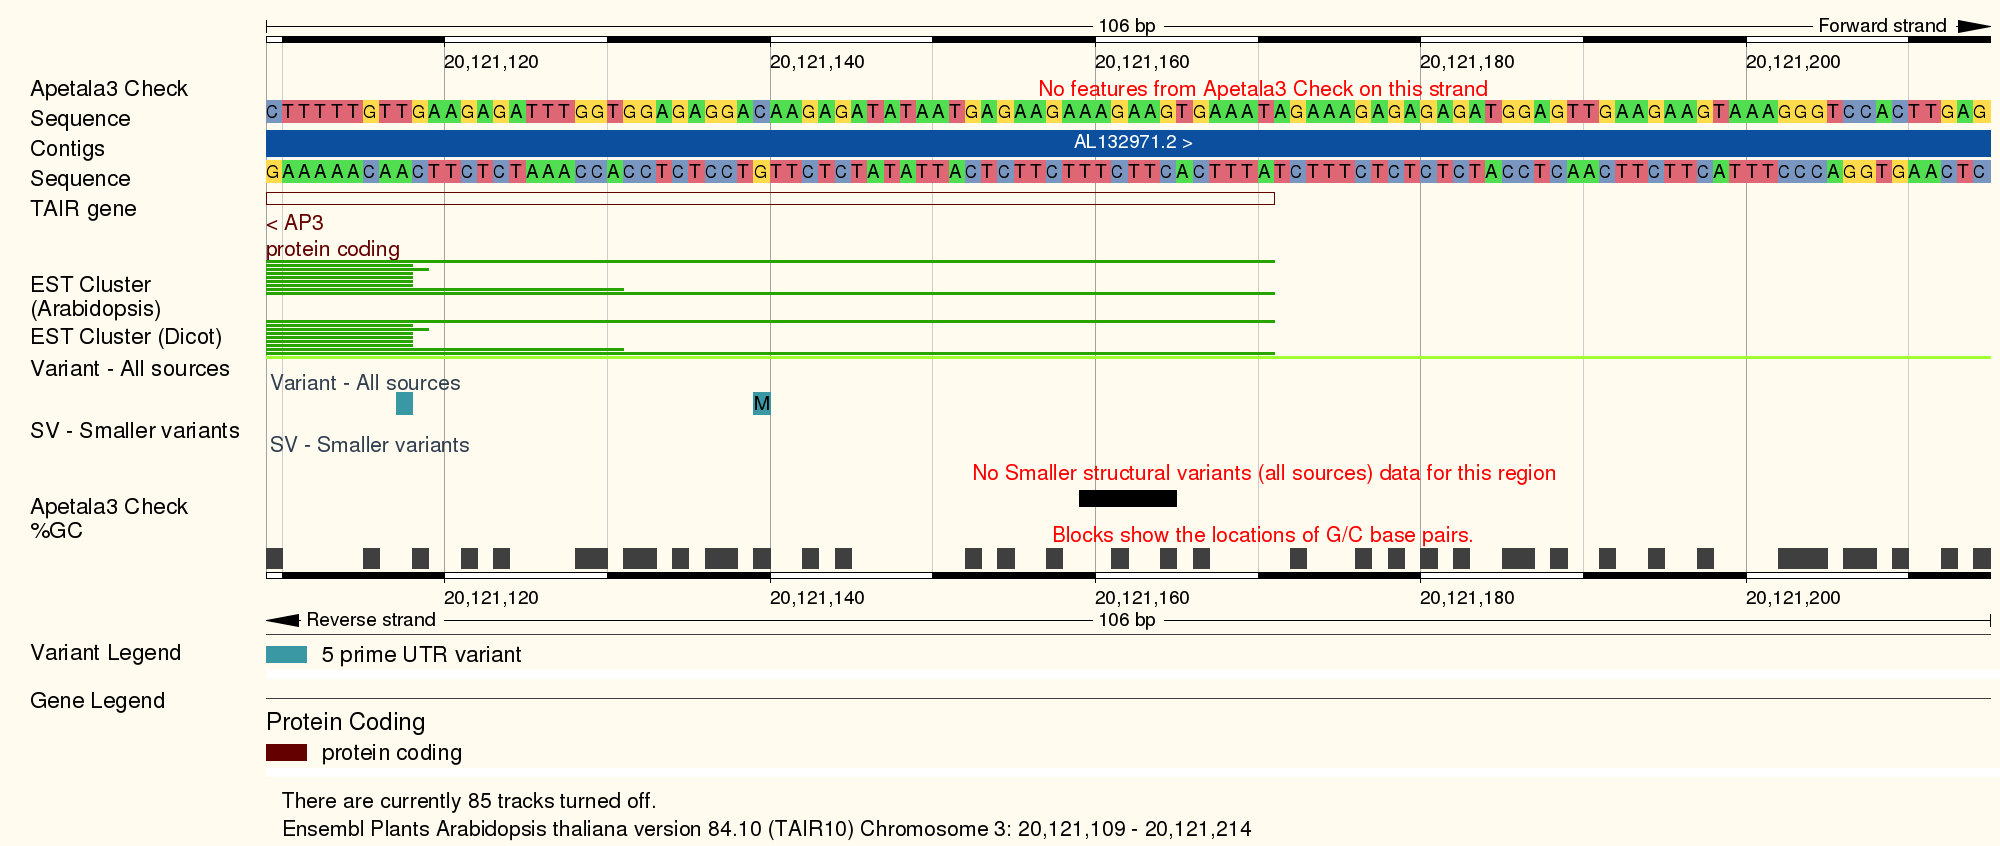 106 bp
Forward strand
20,121,120 20,121,140 20,121,160 20,121,180 20,121,200
Apetala3 Check
No features from Apetala3 Check on this strand
CTTTTTGTTGAAGAGATTTGGTGGAGAGGACAAGAGATATAATGAGAAGAAAGAAGTGAAATAGAAAGAGAGAGATGGAGTTGAAGAAGTAAAGGGTCCACTTGAG
Sequence
AL132971.2 >
Contigs
GAAAAACAACTTCTCTAAACCACCTCTCCTGTTCTCTATATTACTCTTCTTTCTTCACTTTATCTTTCTCTCTCTACCTCAACTTCTTCATTTCCCAGGTGAACTC
Sequence
TAIR gene
< AP3
protein coding
EST Cluster
(Arabidopsis)
EST Cluster (Dicot)
Variant - All sources
Variant - All sources
M
SV - Smaller variants
SV - Smaller variants
No Smaller structural variants (all sources) data for this region
Apetala3 Check
%GC
Blocks show the locations of G/C base pairs.
20,121,120 20,121,140 20,121,160 20,121,180 20,121,200
Reverse strand
106 bp
Variant Legend
5 prime UTR variant
Gene Legend
Protein Coding
protein coding
There are currently 85 tracks turned off.
Ensembl Plants Arabidopsis thaliana version 84.10 (TAIR10) Chromosome 3: 20,121,109 - 20,121,214